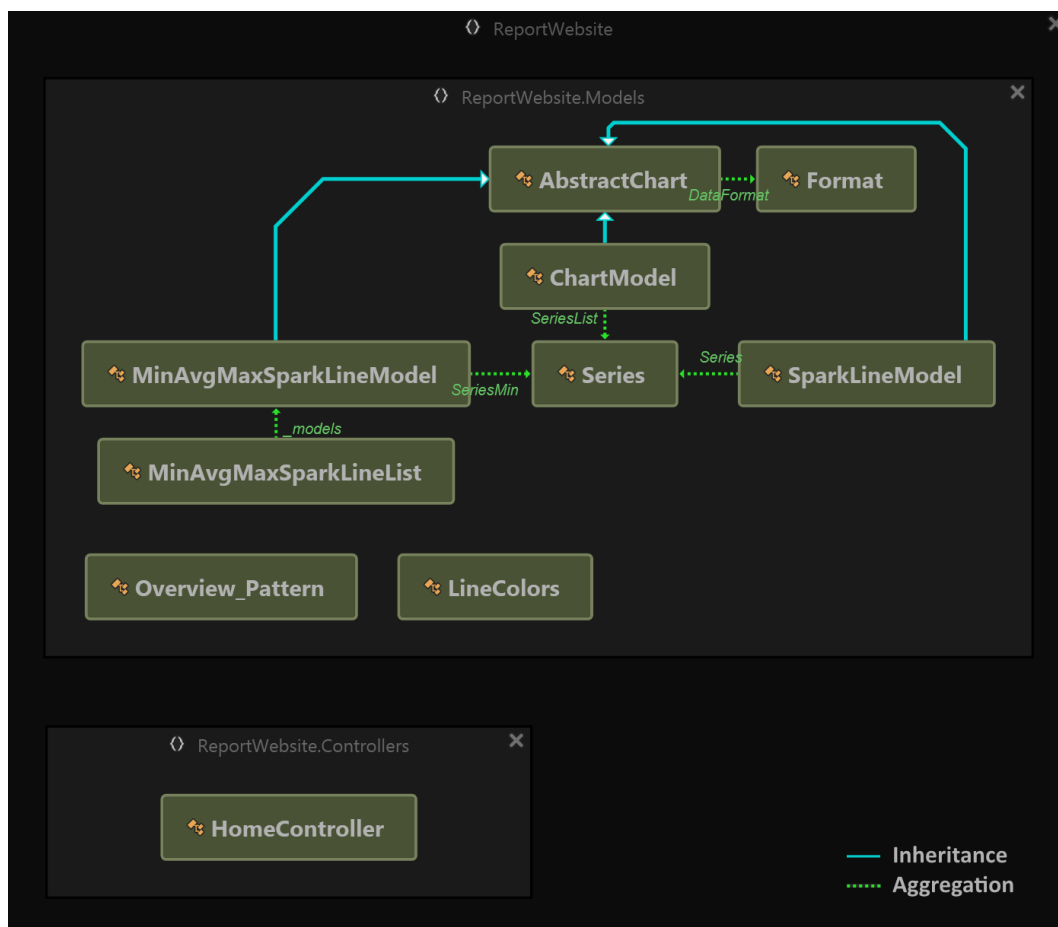 ReportWebsite
ReportWebsite.Models
AbstractChart
DataFormat
Format
ChartModel
SeriesList
MinAvgMaxSparkLineModel
SeriesMin
Series
Series
SparkLineModel
_models
MinAvgMaxSparkLineList
Overview_Pattern
LineColors
ReportWebsite.Controllers
HomeController
Inheritance
Aggregation